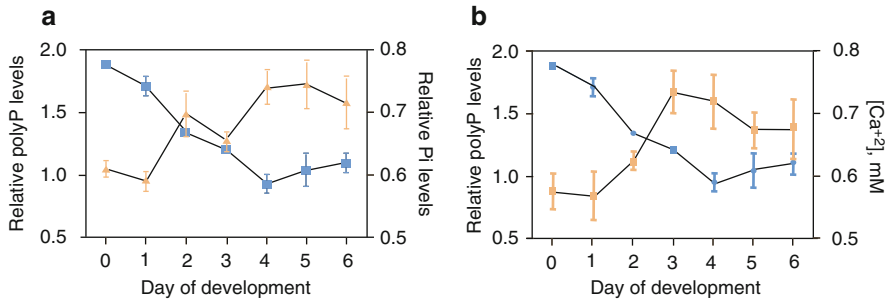 a
Relative polyP levels
2.0
1.5
1.0
0.5
0.8
0.7
0.6
0.5
Relative Pi levels
0 1 2 3 4 5 6
Day of development
b
Relative polyP levels
2.0
1.5
1.0
0.5
0.8
0.7
0.6
0.5
[Ca+2], mM
0 1 2 3 4 5 6
Day of development